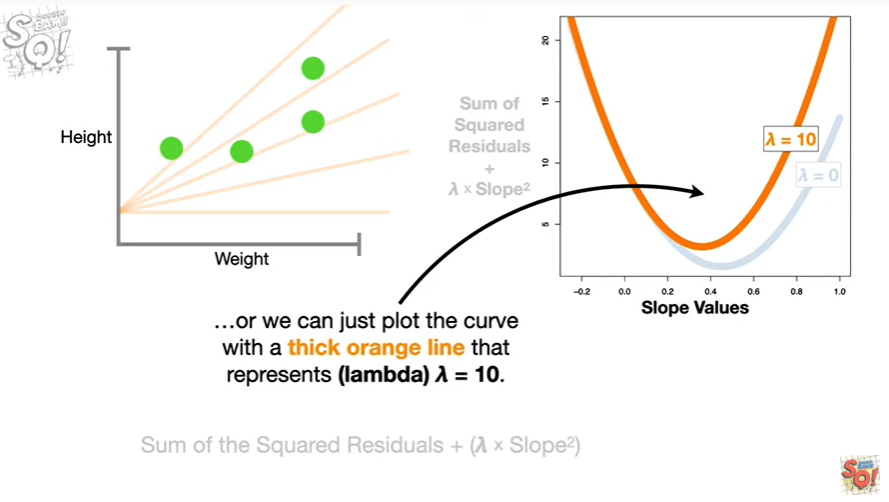 SQ!
Height
Weight
Sum of
Squared
Residuals
+
λ × Slope²
20
15
10
5
λ = 10
λ = 0
-0.2 0.0 0.2 0.4 0.6 0.8 1.0
Slope Values
…or we can just plot the curve
with a thick orange line that
represents (lambda) λ = 10.
Sum of the Squared Residuals + (λ × Slope²)
SQ!